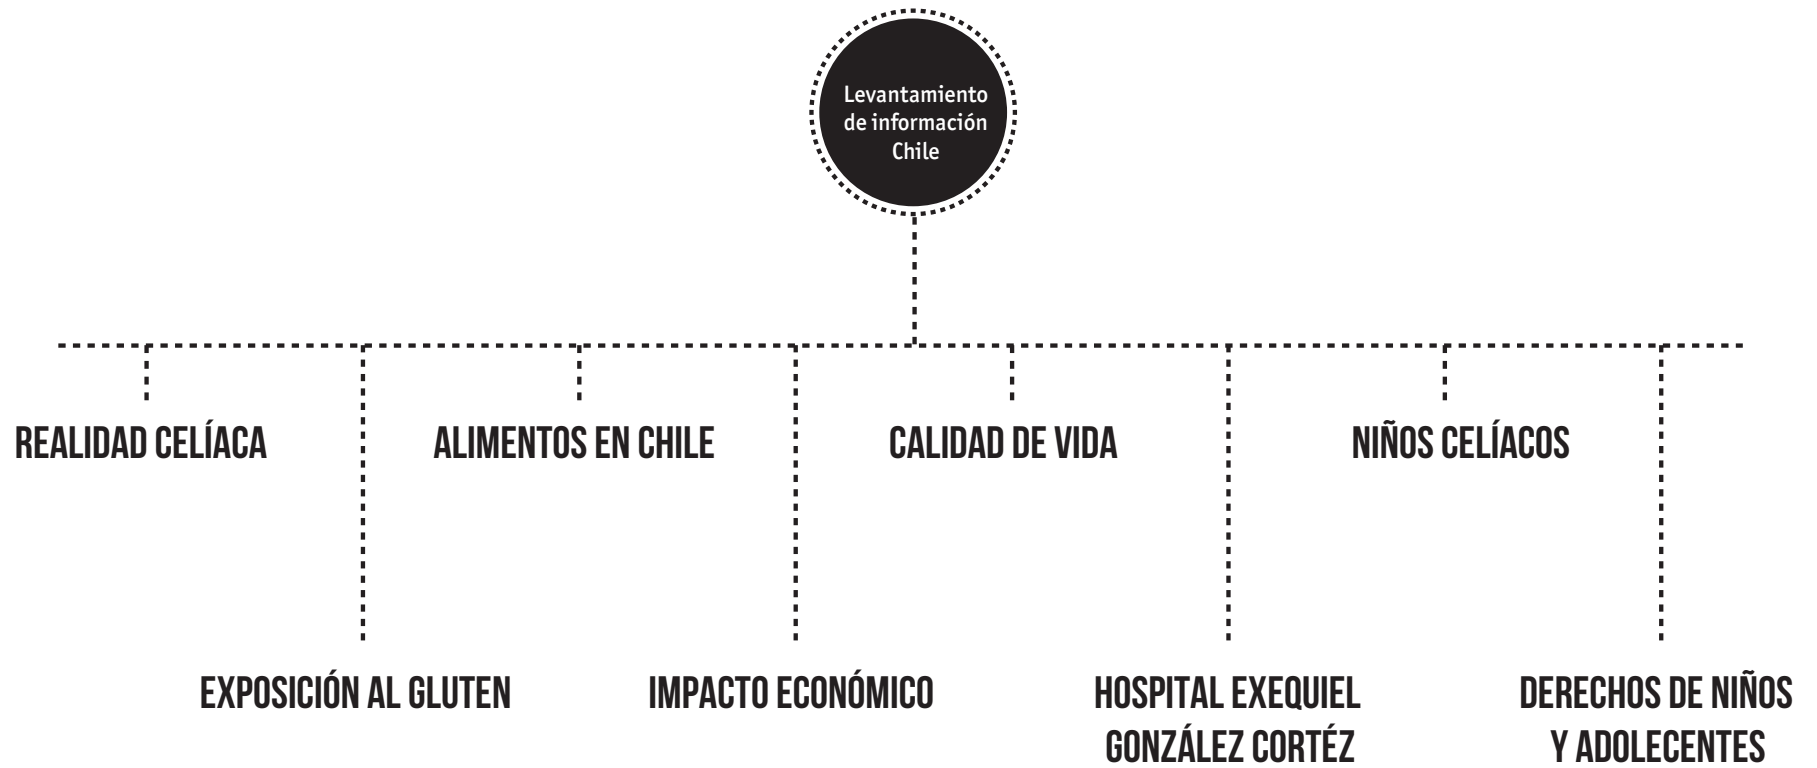 Levantamiento
de información
Chile
REALIDAD CELÍACA
ALIMENTOS EN CHILE
CALIDAD DE VIDA
NIÑOS CELÍACOS
EXPOSICIÓN AL GLUTEN
IMPACTO ECONÓMICO
HOSPITAL EXEQUIEL
GONZÁLEZ CORTÉZ
DERECHOS DE NIÑOS
Y ADOLECENTES